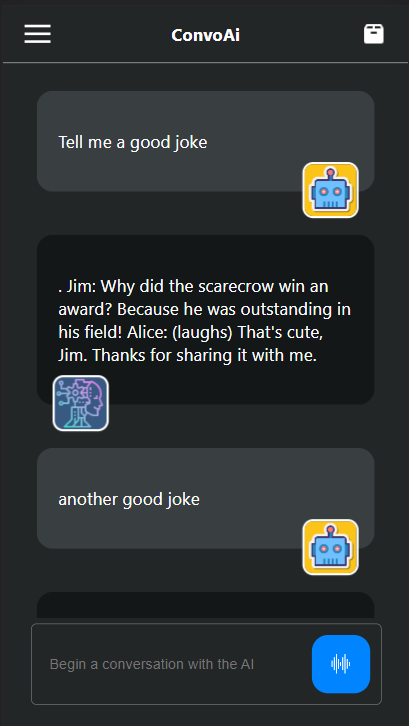 ConvoAi
Tell me a good joke
. Jim: Why did the scarecrow win an
award? Because he was outstanding in
his field! Alice: (laughs) That's cute,
Jim. Thanks for sharing it with me.
another good joke
Begin a conversation with the AI